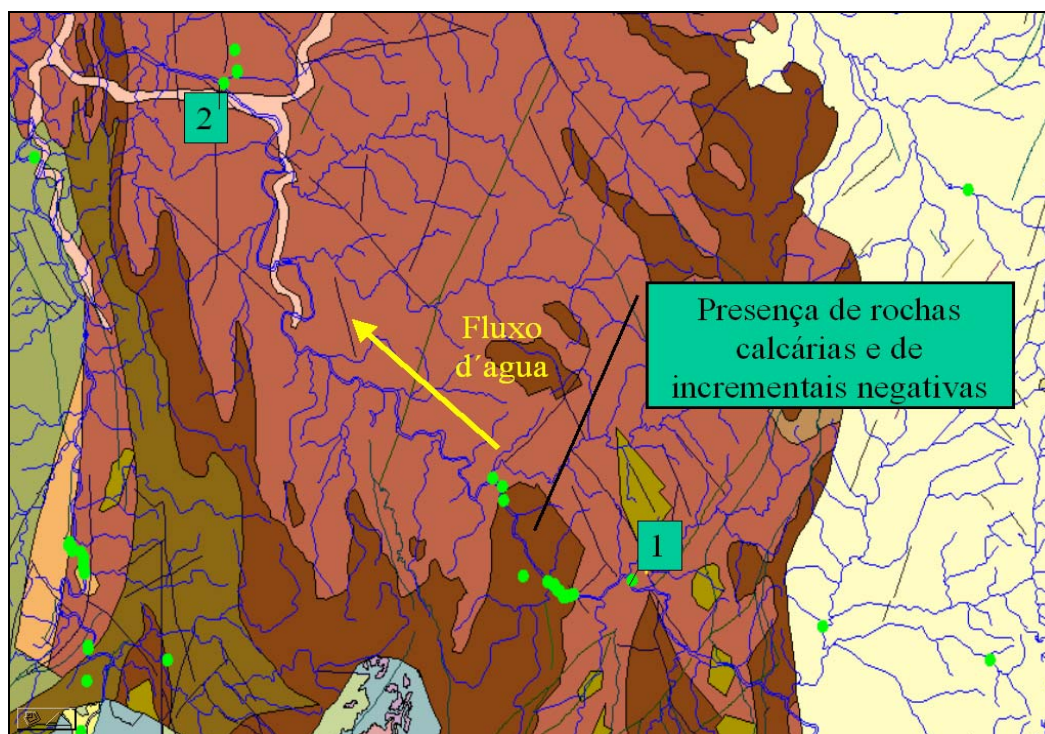 2
Fluxo
d´agua
Presença de rochas
calcárias e de
incrementais negativas
1